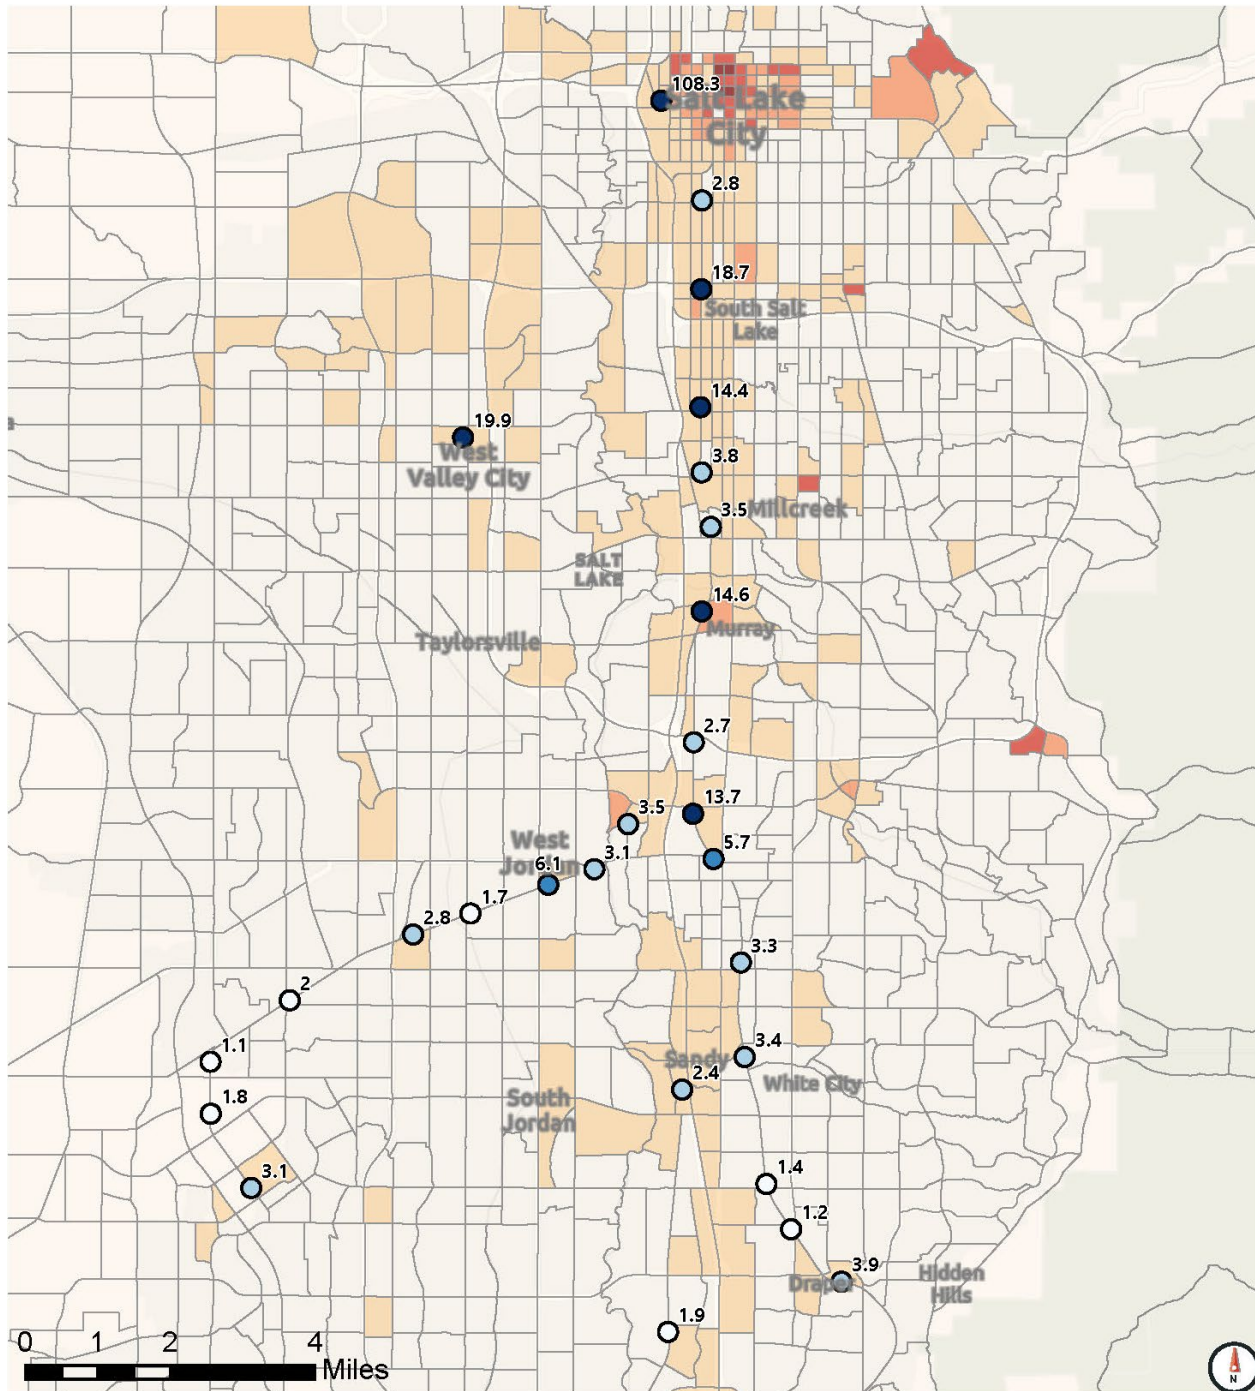 108.3
Salt Lake
City
2.8
18.7
South Salt
Lake
14.4
19.9
West
Valley City
3.8
3.5
Millcreek
SALT
LAKE
14.6
Murray
Taylorsville
2.7
13.7
3.5
5.7
West
Jordan
3.1
6.1
1.7
2.8
3.3
2
3.4
1.1
Sandy
2.4
White City
1.8
South
Jordan
3.1
1.4
1.2
3.9
Draper
Hidden
Hills
1.9
0 1 2 4
Miles
N